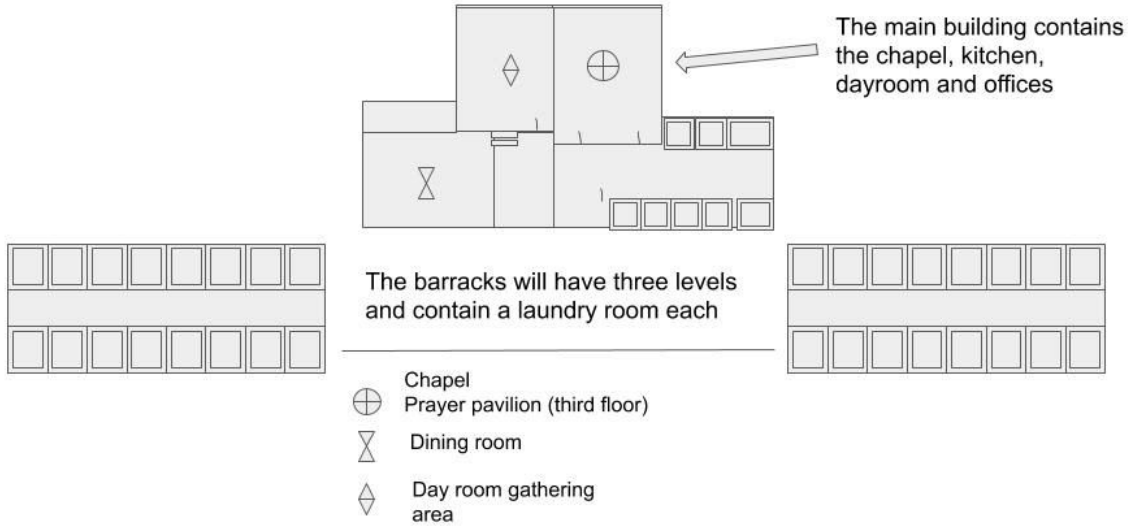 The main building contains
the chapel, kitchen,
dayroom and offices
The barracks will have three levels
and contain a laundry room each
Chapel
Prayer pavilion (third floor)
Dining room
Day room gathering
area